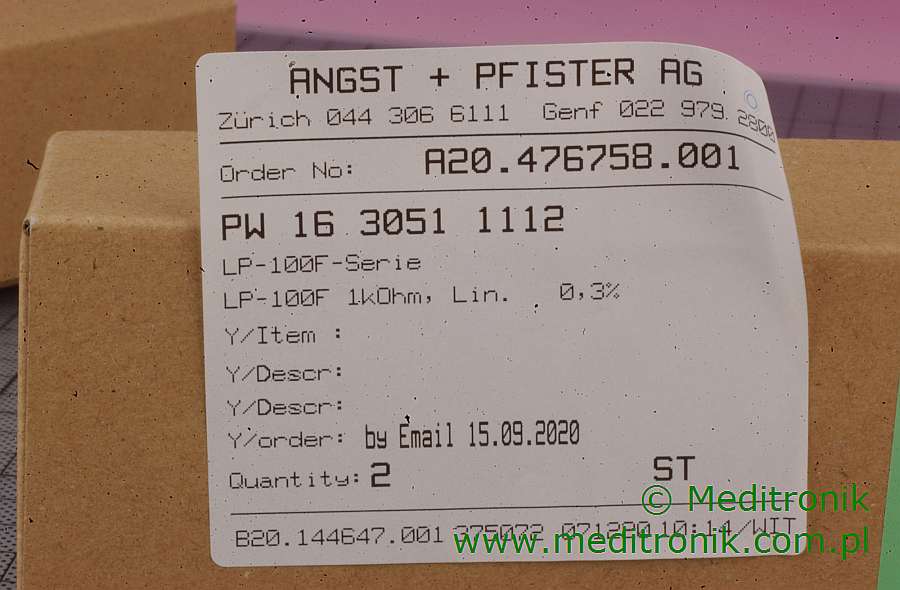 ANGST + PFISTER AG
Zürich 044 306 6111 Genf 022 979 2800
Order No: A20.476758.001
PW 16 3051 1112
LP-100F-Serie
LP-100F 1kOhm, Lin. 0,3%
Y/Item :
Y/Descr:
Y/Descr:
Y/order: by Email 15.09.2020
Quantity: 2 ST
© Meditronik
B20.144647.001 375072 071220 10:14/WIT
www.meditronik.com.pl